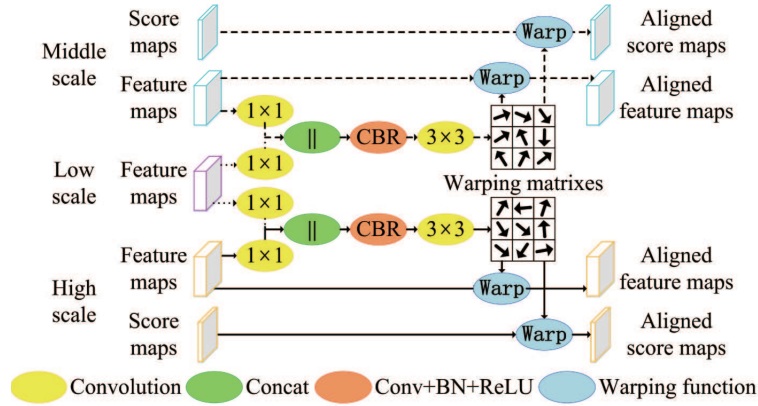 Score
maps
Warp
Aligned
score maps
Middle
scale
Feature
maps
Warp
Aligned
feature maps
1×1
||
CBR
3×3
Low
scale
Feature
maps
1×1
Warping matrixes
1×1
||
CBR
3×3
High
scale
Feature
maps
1×1
Warp
Aligned
feature maps
Score
maps
Warp
Aligned
score maps
Convolution
Concat
Conv+BN+ReLU
Warping function